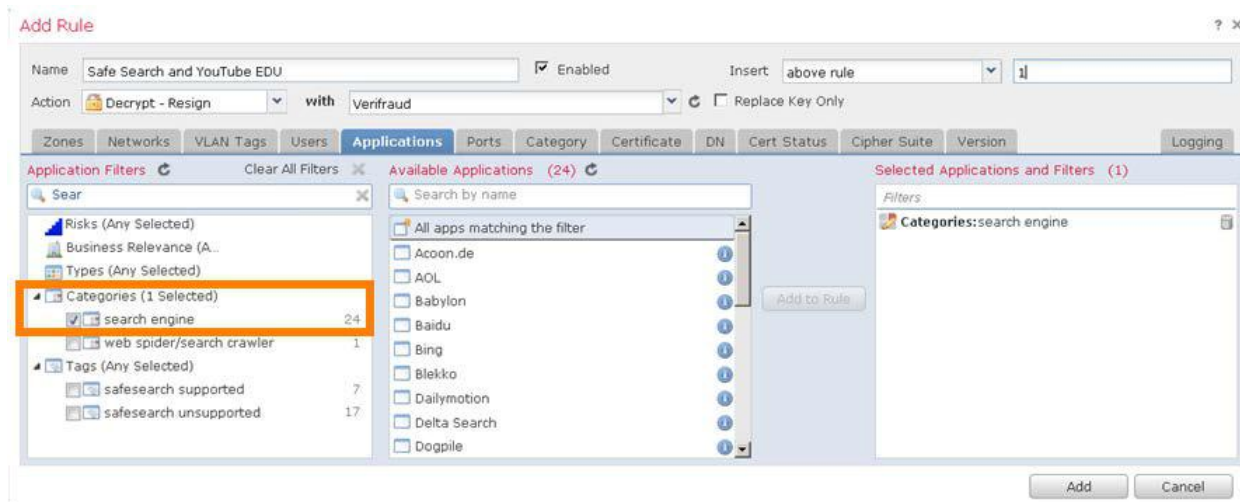 Add Rule
? X
Name Safe Search and YouTube EDU Enabled Insert above rule 1
Action Decrypt - Resign with Verifraud Replace Key Only
Zones Networks VLAN Tags Users Applications Ports Category Certificate DN Cert Status Cipher Suite Version Logging
Application Filters Clear All Filters Available Applications (24) Selected Applications and Filters (1)
Sear Search by name Filters
Risks (Any Selected) All apps matching the filter Categories:search engine
Business Relevance (A... Acoon.de
Types (Any Selected) AOL
Categories (1 Selected) Babylon Add to Rule
search engine 24 Baidu
web spider/search crawler 1 Bing
Tags (Any Selected) Blekko
safesearch supported 7 Dailymotion
safesearch unsupported 17 Delta Search
Dogpile
Add Cancel